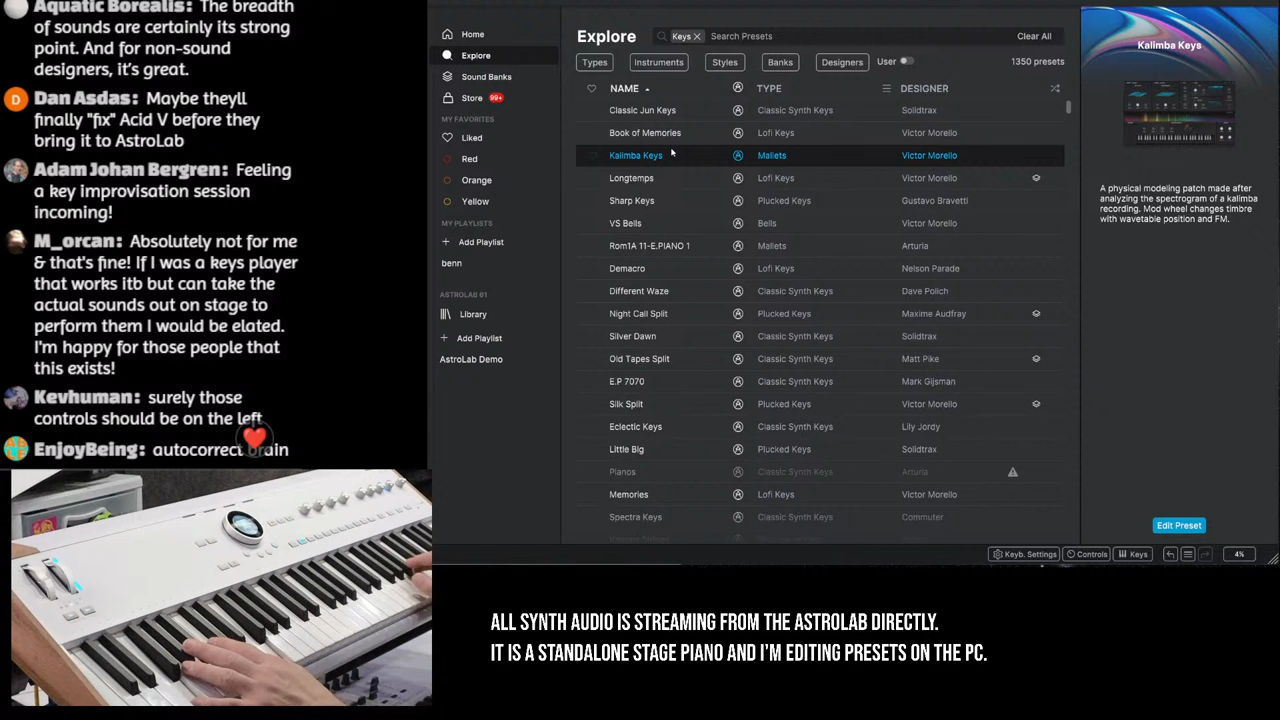 Aquatic Borealis: The breadth
of sounds are certainly its strong
point. And for non-sound
designers, it's great.
D
Dan Asdas: Maybe theyll
finally "fix" Acid V before they
bring it to AstroLab
Adam Johan Bergren: Feeling
a key improvisation session
incoming!
M_orcan: Absolutely not for me
& that's fine! If I was a keys player
that works itb but can take the
actual sounds out on stage to
perform them I would be elated.
I'm happy for those people that
this exists!
Kevhuman: surely those
controls should be on the left
EnjoyBeing: autocorrect brain
Home
Explore
Sound Banks
Store 99+
MY FAVORITES
Liked
Red
Orange
Yellow
MY PLAYLISTS
+ Add Playlist
benn
ASTROLAB 61
Library
+ Add Playlist
AstroLab Demo
Explore Keys Search Presets Clear All
Types Instruments Styles Banks Designers User 1350 presets
NAME TYPE DESIGNER
Classic Jun Keys Classic Synth Keys Solidtrax
Book of Memories Lofi Keys Victor Morello
Kalimba Keys Mallets Victor Morello
Longtemps Lofi Keys Victor Morello
Sharp Keys Plucked Keys Gustavo Bravetti
VS Bells Bells Victor Morello
Rom1A 11-E.PIANO 1 Mallets Arturia
Demacro Lofi Keys Nelson Parade
Different Waze Classic Synth Keys Dave Polich
Night Call Split Plucked Keys Maxime Audfray
Silver Dawn Classic Synth Keys Solidtrax
Old Tapes Split Classic Synth Keys Matt Pike
E.P 7070 Classic Synth Keys Mark Gijsman
Silk Split Plucked Keys Victor Morello
Eclectic Keys Classic Synth Keys Lily Jordy
Little Big Plucked Keys Solidtrax
Pianos Classic Synth Keys Arturia
Memories Lofi Keys Victor Morello
Spectra Keys Classic Synth Keys Commuter
Kalimba Keys
A physical modeling patch made after
analyzing the spectrogram of a kalimba
recording. Mod wheel changes timbre
with wavetable position and FM.
Edit Preset
Keyb. Settings Controls Keys 4%
ALL SYNTH AUDIO IS STREAMING FROM THE ASTROLAB DIRECTLY.
IT IS A STANDALONE STAGE PIANO AND I'M EDITING PRESETS ON THE PC.